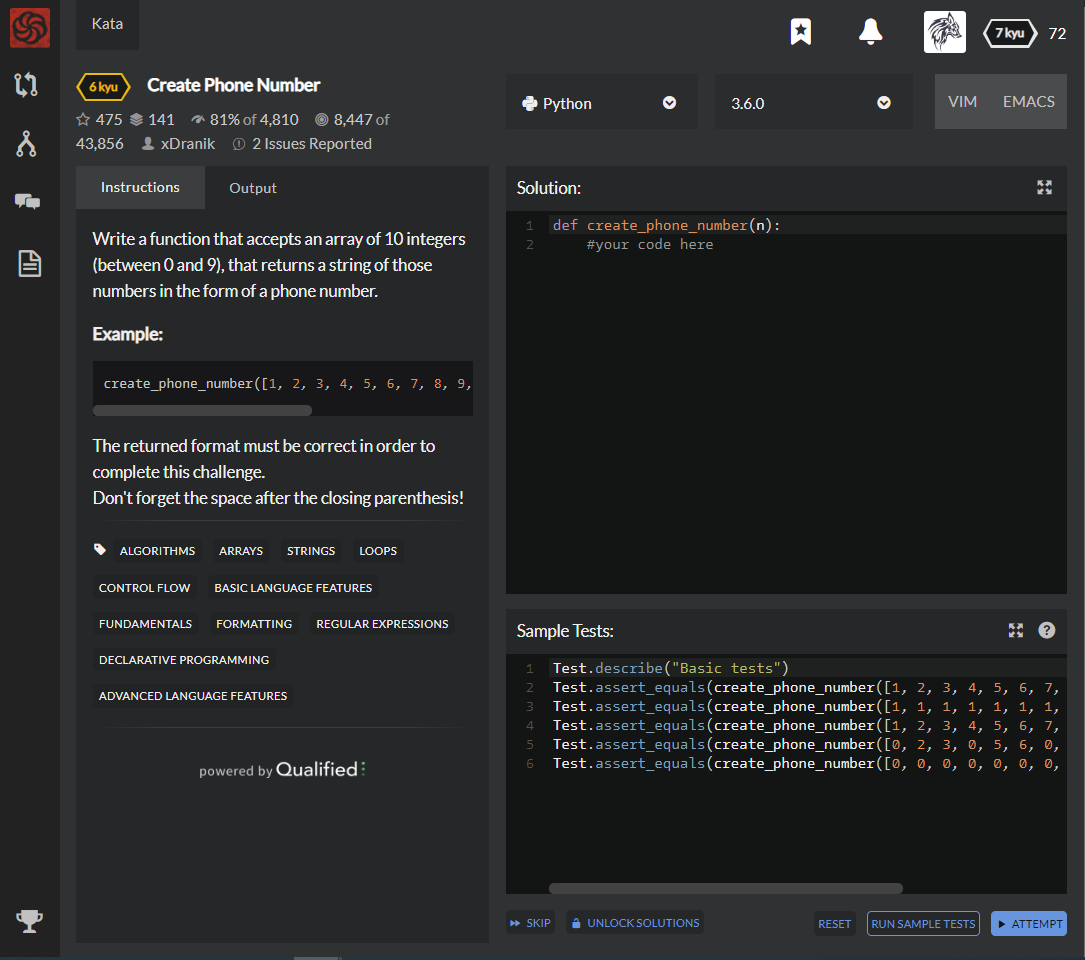 Kata
7 kyu 72
6 kyu Create Phone Number
475 141 81% of 4,810 8,447 of
43,856 xDranik 2 Issues Reported
Python 3.6.0 VIM EMACS
Instructions Output
Write a function that accepts an array of 10 integers
(between 0 and 9), that returns a string of those
numbers in the form of a phone number.
Example:
create_phone_number([1, 2, 3, 4, 5, 6, 7, 8, 9,
The returned format must be correct in order to
complete this challenge.
Don't forget the space after the closing parenthesis!
ALGORITHMS ARRAYS STRINGS LOOPS
CONTROL FLOW BASIC LANGUAGE FEATURES
FUNDAMENTALS FORMATTING REGULAR EXPRESSIONS
DECLARATIVE PROGRAMMING
ADVANCED LANGUAGE FEATURES
powered by Qualified
Solution:
1 def create_phone_number(n):
2 #your code here
Sample Tests:
1 Test.describe("Basic tests")
2 Test.assert_equals(create_phone_number([1, 2, 3, 4, 5, 6, 7,
3 Test.assert_equals(create_phone_number([1, 1, 1, 1, 1, 1, 1,
4 Test.assert_equals(create_phone_number([1, 2, 3, 4, 5, 6, 7,
5 Test.assert_equals(create_phone_number([0, 2, 3, 0, 5, 6, 0,
6 Test.assert_equals(create_phone_number([0, 0, 0, 0, 0, 0, 0,
SKIP UNLOCK SOLUTIONS RESET RUN SAMPLE TESTS ATTEMPT